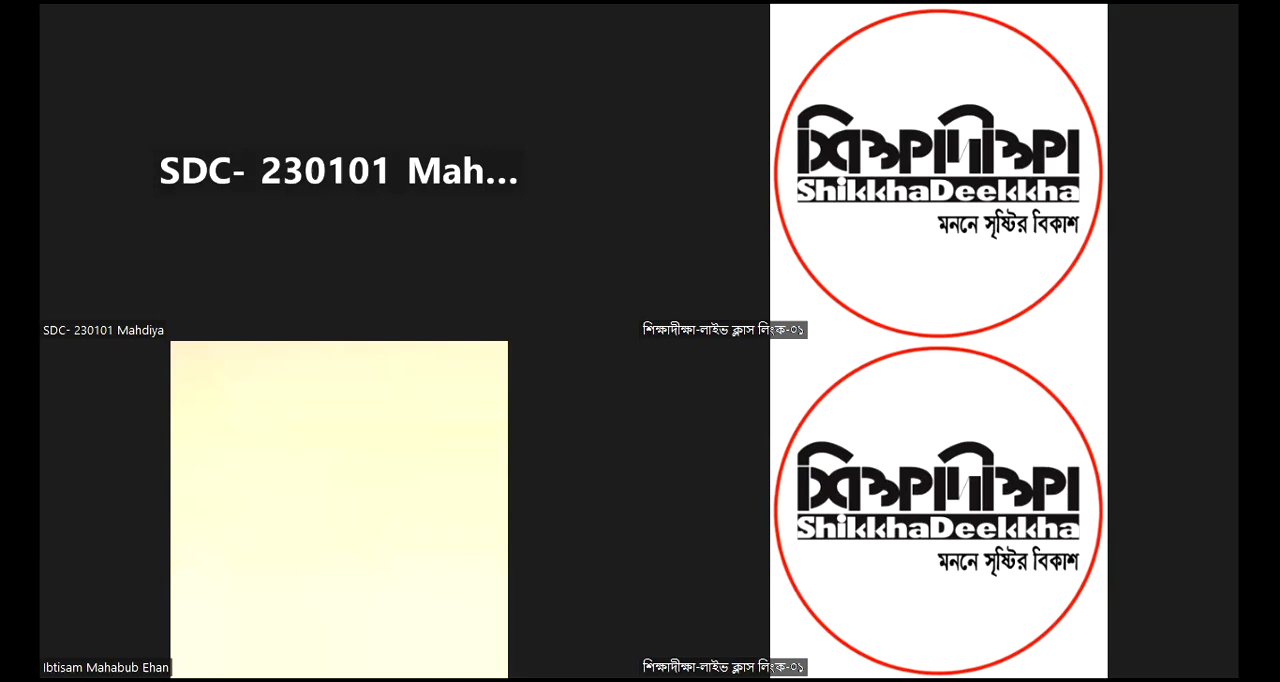 SDC- 230101 Mah...
SDC- 230101 Mahdiya
শিক্ষাদীক্ষা
ShikkhaDeekkha
মননে সৃষ্টির বিকাশ
শিক্ষাদীক্ষা-লাইভ ক্লাস লিংক-০১
Ibtisam Mahabub Ehan
শিক্ষাদীক্ষা
ShikkhaDeekkha
মননে সৃষ্টির বিকাশ
শিক্ষাদীক্ষা-লাইভ ক্লাস লিংক-০১